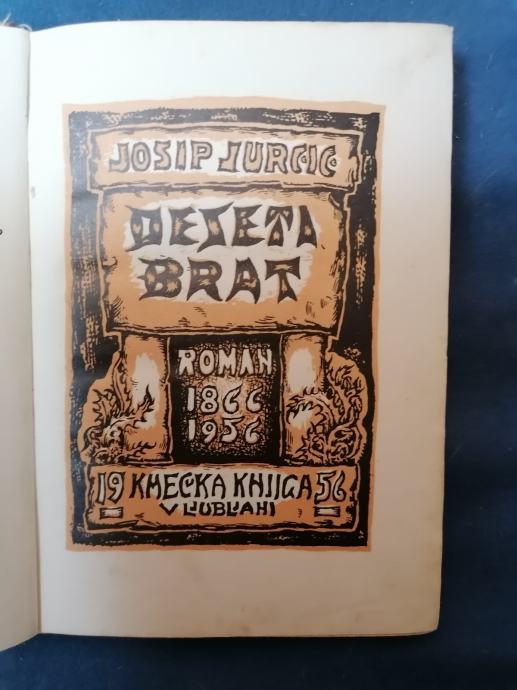 JOSIP JURČIČ
DESETI
BRAT
ROMAN
1866
1956
19 KMEČKA KNJIGA 56
V LJUBLJANI